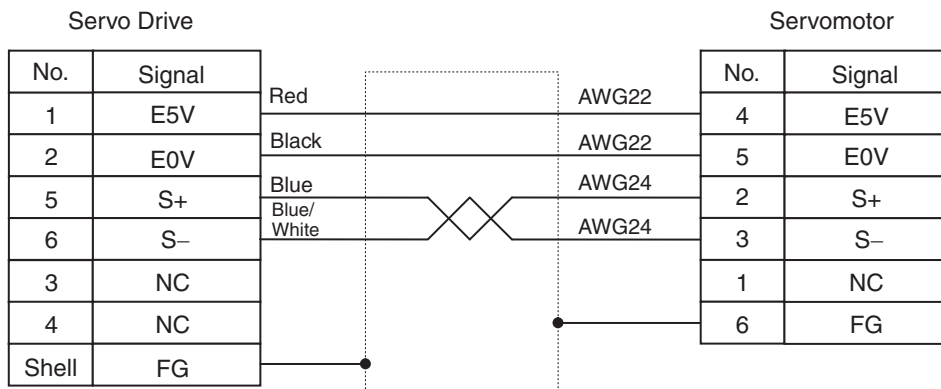 Servo Drive
Servomotor
No. Signal
1 E5V
2 E0V
5 S+
6 S−
3 NC
4 NC
Shell FG
Red
Black
Blue
Blue/
White
AWG22
AWG22
AWG24
AWG24
No. Signal
4 E5V
5 E0V
2 S+
3 S−
1 NC
6 FG